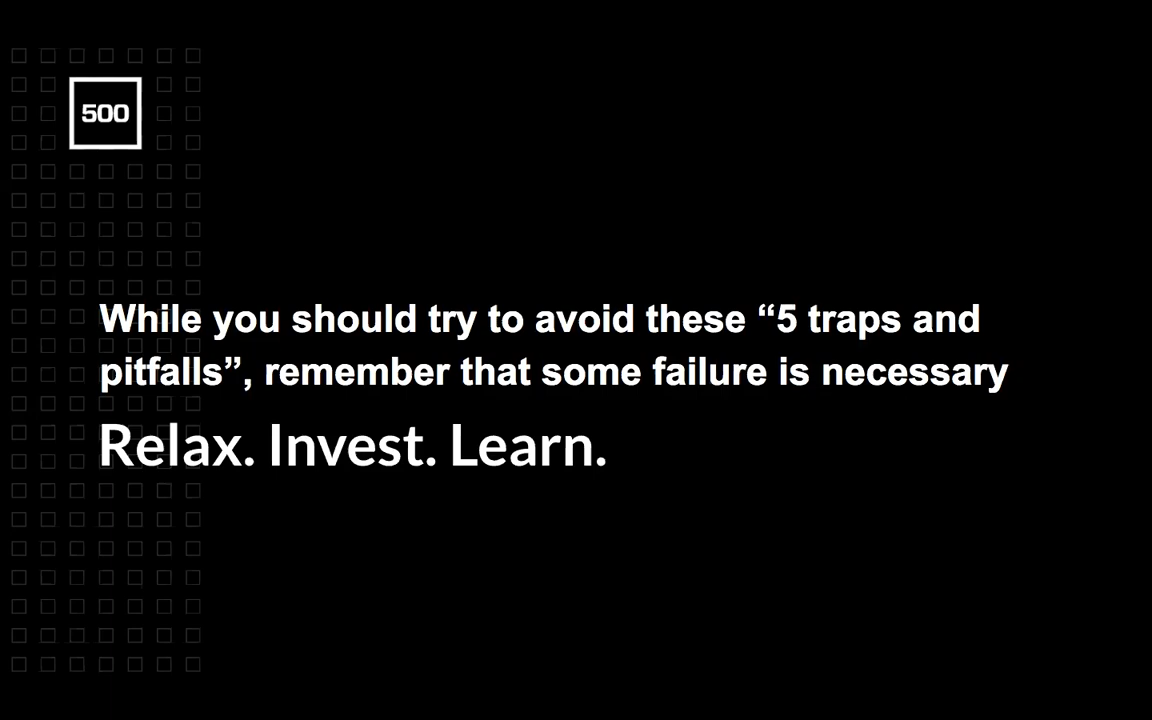 500
While you should try to avoid these “5 traps and
pitfalls”, remember that some failure is necessary
Relax. Invest. Learn.